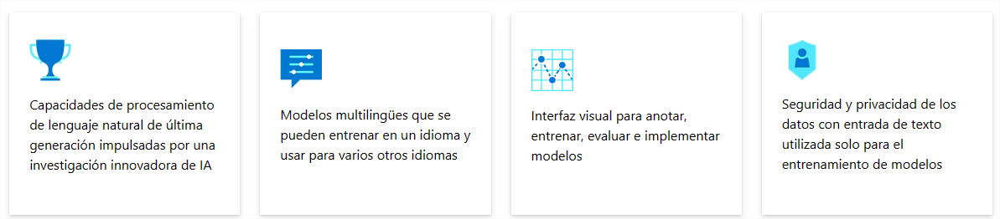 Capacidades de procesamiento
de lenguaje natural de última
generación impulsadas por una
investigación innovadora de IA
Modelos multilingües que se
pueden entrenar en un idioma y
usar para varios otros idiomas
Interfaz visual para anotar,
entrenar, evaluar e implementar
modelos
Seguridad y privacidad de los
datos con entrada de texto
utilizada solo para el
entrenamiento de modelos